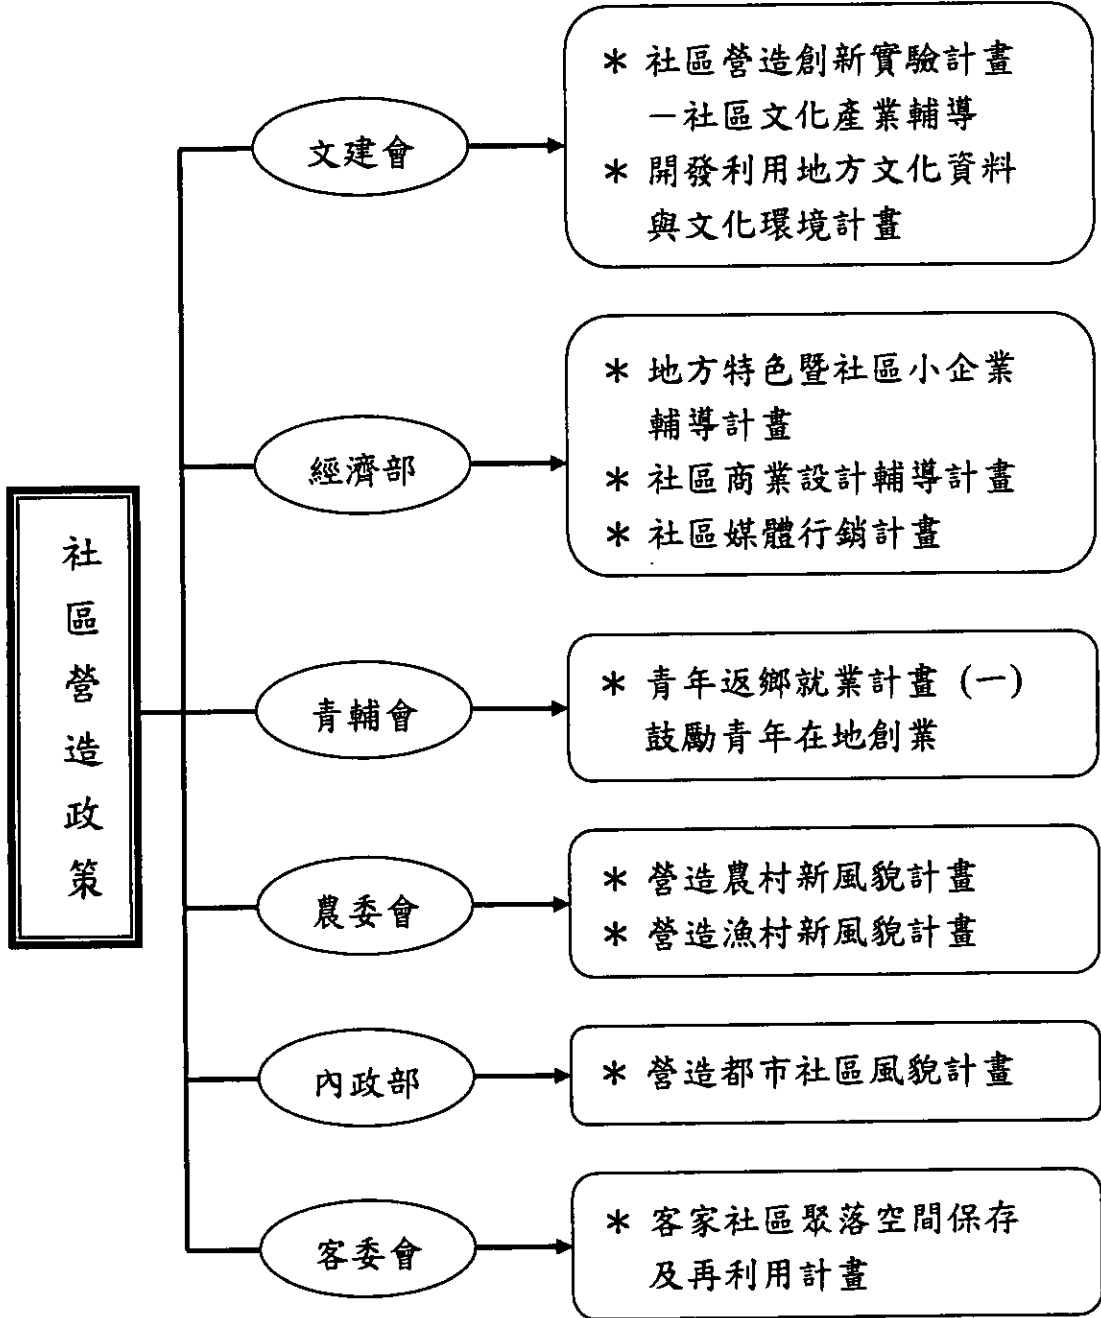 社區營造政策
文建會
* 社區營造創新實驗計畫
－社區文化產業輔導
* 開發利用地方文化資料
與文化環境計畫
經濟部
* 地方特色暨社區小企業
輔導計畫
* 社區商業設計輔導計畫
* 社區媒體行銷計畫
青輔會
* 青年返鄉就業計畫 (一)
鼓勵青年在地創業
農委會
* 營造農村新風貌計畫
* 營造漁村新風貌計畫
內政部
* 營造都市社區風貌計畫
客委會
* 客家社區聚落空間保存
及再利用計畫